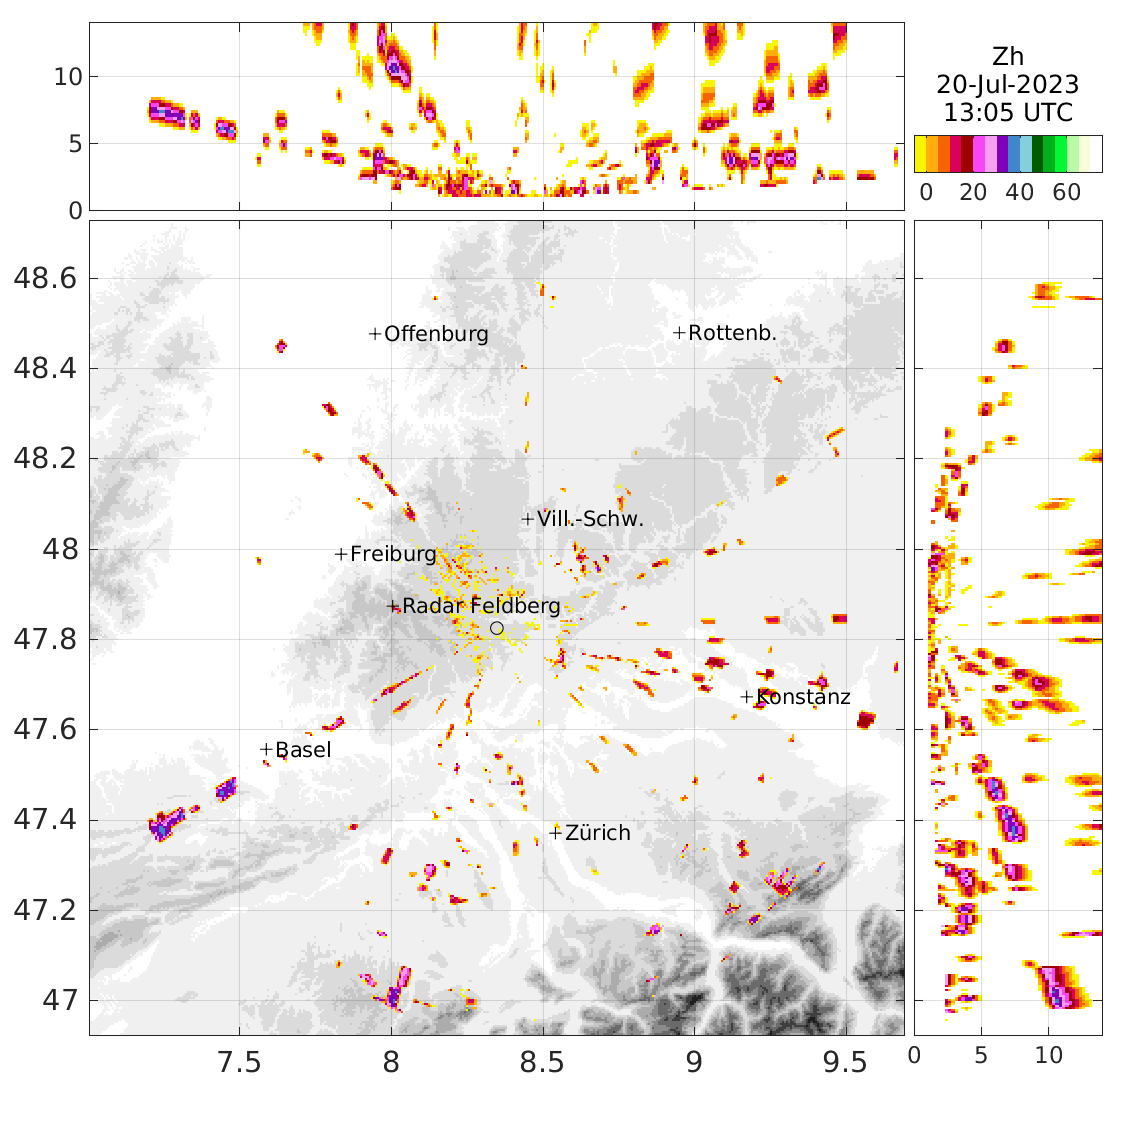 10
5
0
Zh
20-Jul-2023
13:05 UTC
0 20 40 60
48.6
48.4
48.2
48
47.8
47.6
47.4
47.2
47
+Offenburg
+Rottenb.
+Vill.-Schw.
+Freiburg
+Radar Feldberg
+Konstanz
+Basel
+Zürich
7.5 8 8.5 9 9.5
0 5 10